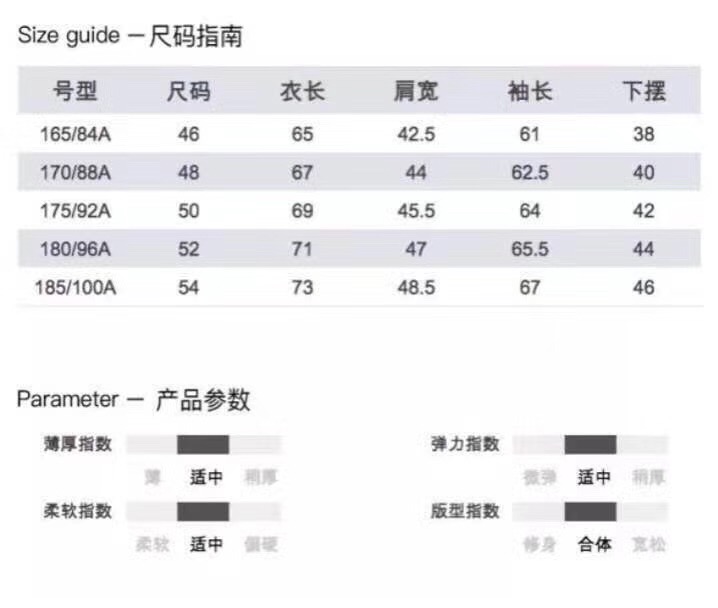 Size guide — 尺码指南
号型 尺码 衣长 肩宽 袖长 下摆
165/84A 46 65 42.5 61 38
170/88A 48 67 44 62.5 40
175/92A 50 69 45.5 64 42
180/96A 52 71 47 65.5 44
185/100A 54 73 48.5 67 46
Parameter — 产品参数
薄厚指数 弹力指数
薄 适中 稍厚 微弹 适中 稍厚
柔软指数 版型指数
柔软 适中 偏硬 修身 合体 宽松